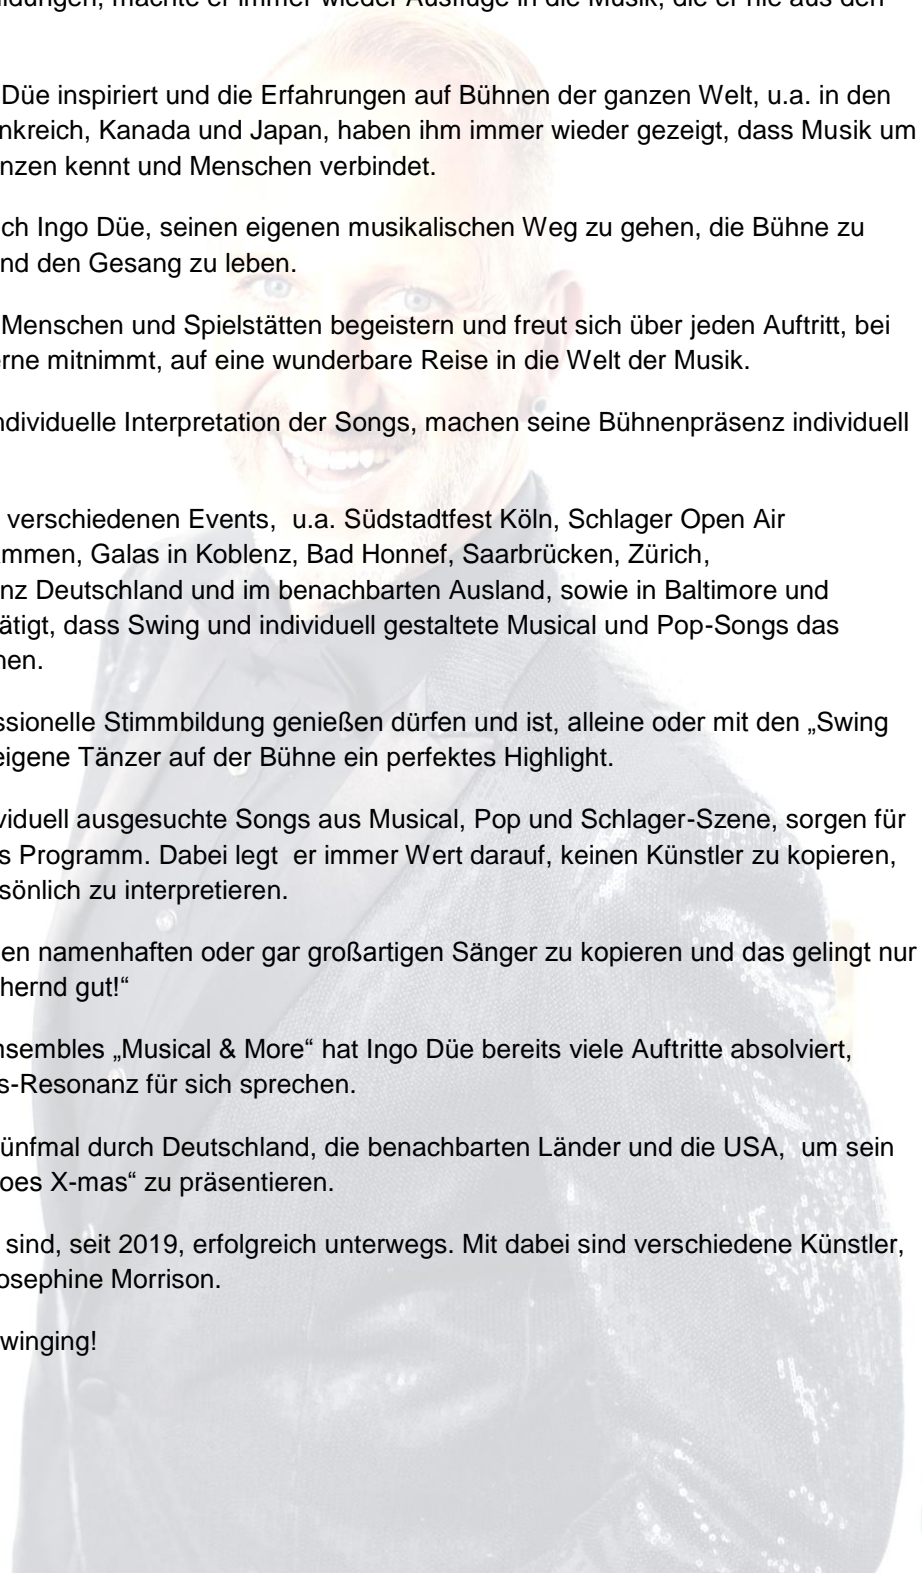 ldungen, machte er immer wieder Ausflüge in die Musik, die er nie aus den
Düe inspiriert und die Erfahrungen auf Bühnen der ganzen Welt, u.a. in den
nkreich, Kanada und Japan, haben ihm immer wieder gezeigt, dass Musik um
nzen kennt und Menschen verbindet.
ch Ingo Düe, seinen eigenen musikalischen Weg zu gehen, die Bühne zu
nd den Gesang zu leben.
Menschen und Spielstätten begeistern und freut sich über jeden Auftritt, bei
erne mitnimmt, auf eine wunderbare Reise in die Welt der Musik.
ndividuelle Interpretation der Songs, machen seine Bühnenpräsenz individuell
verschiedenen Events, u.a. Südstadtfest Köln, Schlager Open Air
ammen, Galas in Koblenz, Bad Honnef, Saarbrücken, Zürich,
nz Deutschland und im benachbarten Ausland, sowie in Baltimore und
ätigt, dass Swing und individuell gestaltete Musical und Pop-Songs das
hen.
ssionelle Stimmbildung genießen dürfen und ist, alleine oder mit den „Swing
eigene Tänzer auf der Bühne ein perfektes Highlight.
viduell ausgesuchte Songs aus Musical, Pop und Schlager-Szene, sorgen für
s Programm. Dabei legt er immer Wert darauf, keinen Künstler zu kopieren,
rsönlich zu interpretieren.
en namenhaften oder gar großartigen Sänger zu kopieren und das gelingt nur
hernd gut!“
nsembles „Musical & More“ hat Ingo Düe bereits viele Auftritte absolviert,
s-Resonanz für sich sprechen.
ünfmal durch Deutschland, die benachbarten Länder und die USA, um sein
oes X-mas“ zu präsentieren.
sind, seit 2019, erfolgreich unterwegs. Mit dabei sind verschiedene Künstler,
osephine Morrison.
winging!